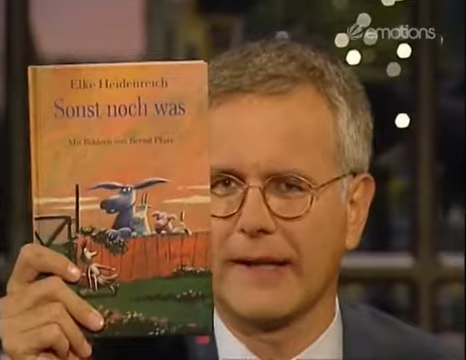 emotions
Elke Heidenreich
Sonst noch was
Mit Bildern von Bernd Pfarr